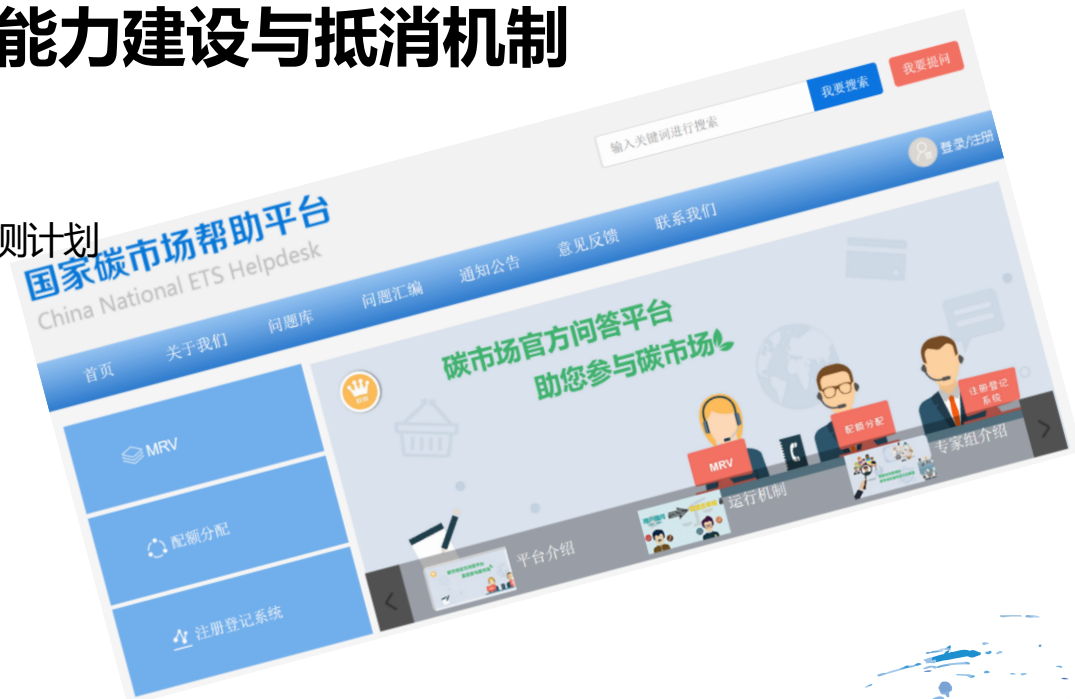 能力建设与抵消机制
我要提问
我要搜索
输入关键词进行搜索
登录/注册
测计划
国家碳市场帮助平台
China National ETS Helpdesk
首页
关于我们
问题库
问题汇编
通知公告
意见反馈
联系我们
碳市场官方问答平台
助您参与碳市场
MRV
配额分配
注册登记系统
MRV
配额分配
注册登记
系统
平台介绍
运行机制
专家组介绍